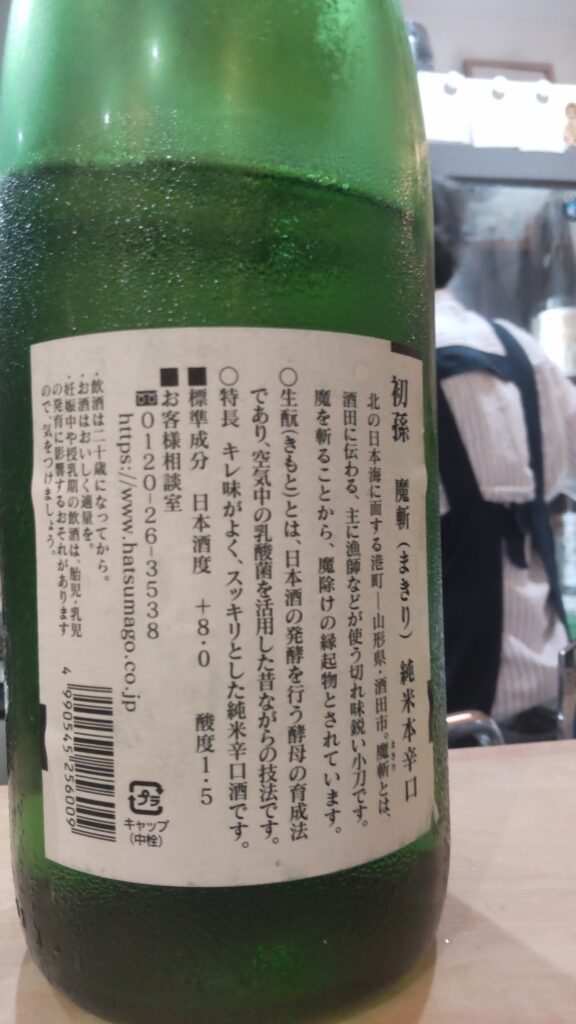 初孫 魔斬(まきり) 純米本辛口
北の日本海に面する港町―山形県・酒田市。魔斬とは、
まきり
酒田に伝わる、主に漁師などが使う切れ味鋭い小刀です。
魔を斬ることから、魔除けの縁起物とされています。
○生酛(きもと)とは、日本酒の発酵を行う酵母の育成法
であり、空気中の乳酸菌を活用した昔ながらの技法です。
○特長 キレ味がよく、スッキリとした純米辛口酒です。
■標準成分 日本酒度 +8.0 酸度1.5
■お客様相談室
0120-26-3538
https://www.hatsumago.co.jp
・飲酒は二十歳になってから。
・お酒はおいしく適量を。
・妊娠中や授乳期の飲酒は、胎児・乳児
の発育に影響するおそれがあります
ので、気をつけましょう。
4 990545 256009
プラ
キャップ
(中栓)